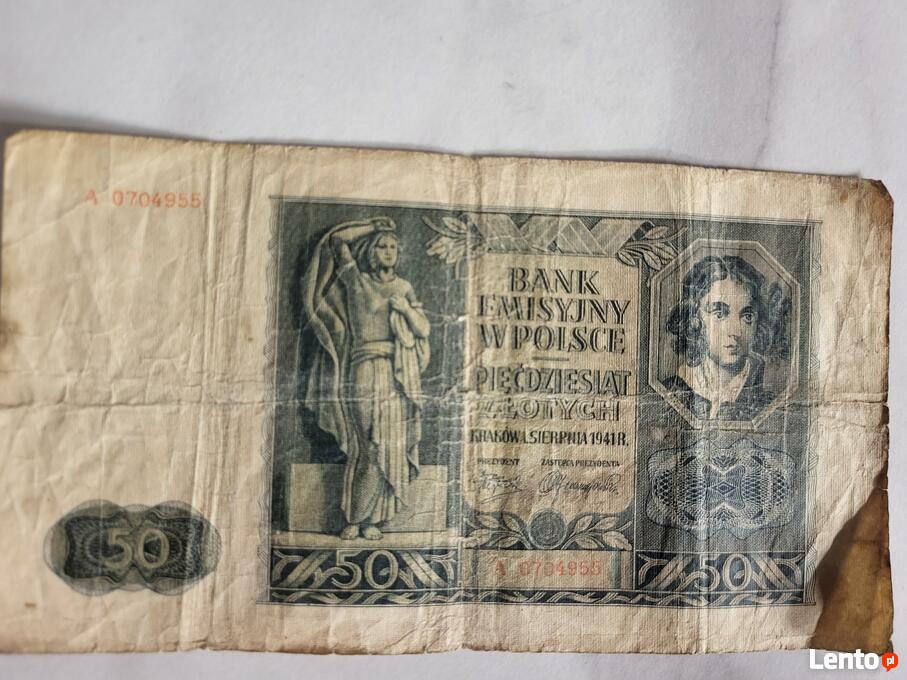 A 0704955
BANK
EMISYJNY
W POLSCE
PIĘĆDZIESIĄT
ZŁOTYCH
KRAKÓW 1. SIERPNIA 1941 R.
PREZYDENT ZASTĘPCA PREZYDENTA
50
50
A 0704955
50
Lento.pl